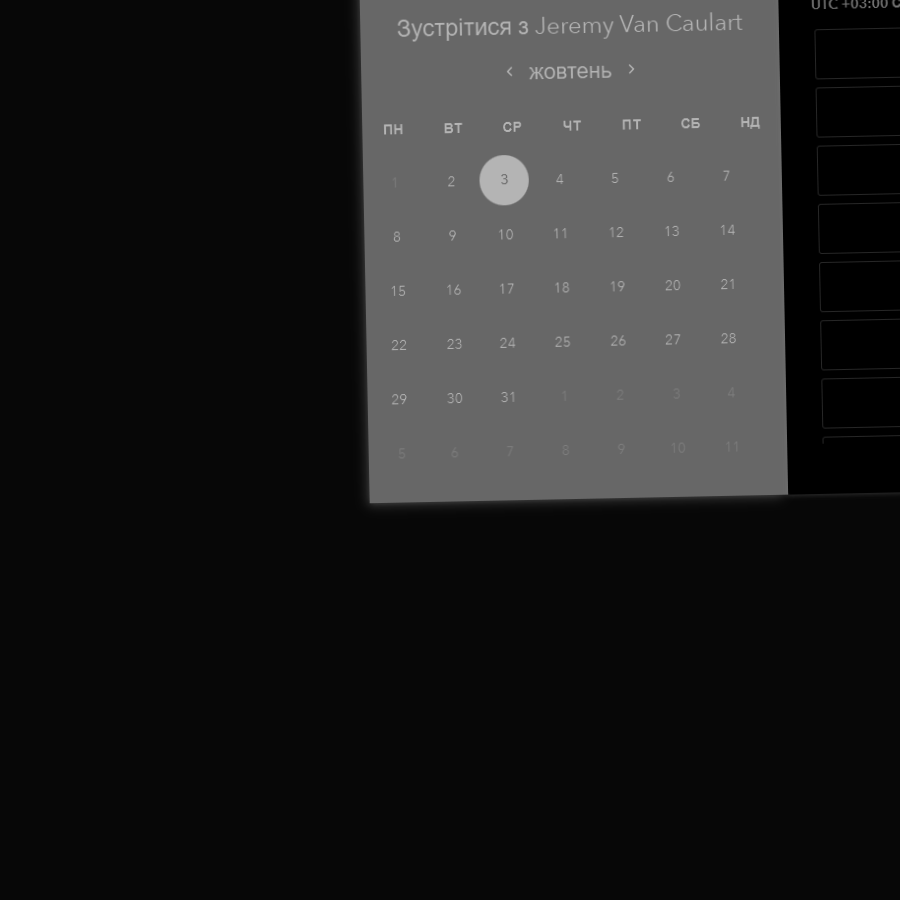 Зустрітися з Jeremy Van Caulart
UTC +03:00
‹ жовтень ›
ПН ВТ СР ЧТ ПТ СБ НД
1 2 3 4 5 6 7
8 9 10 11 12 13 14
15 16 17 18 19 20 21
22 23 24 25 26 27 28
29 30 31 1 2 3 4
5 6 7 8 9 10 11